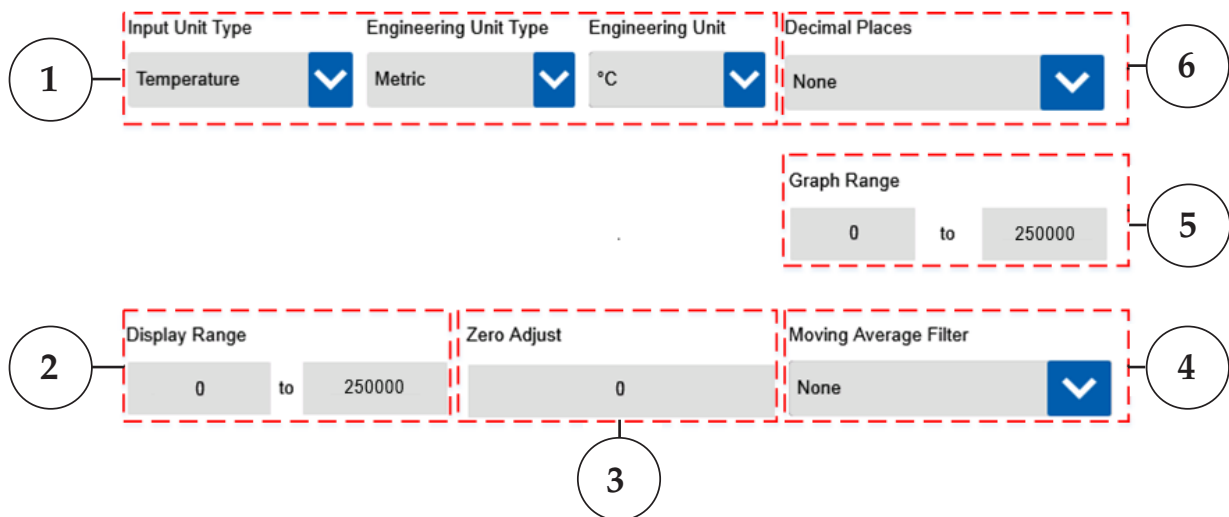 Input Unit Type Engineering Unit Type Engineering Unit Decimal Places
1 Temperature Metric °C None 6
Graph Range
0 to 250000 5
Display Range Zero Adjust Moving Average Filter
2 0 to 250000 0 None 4
3